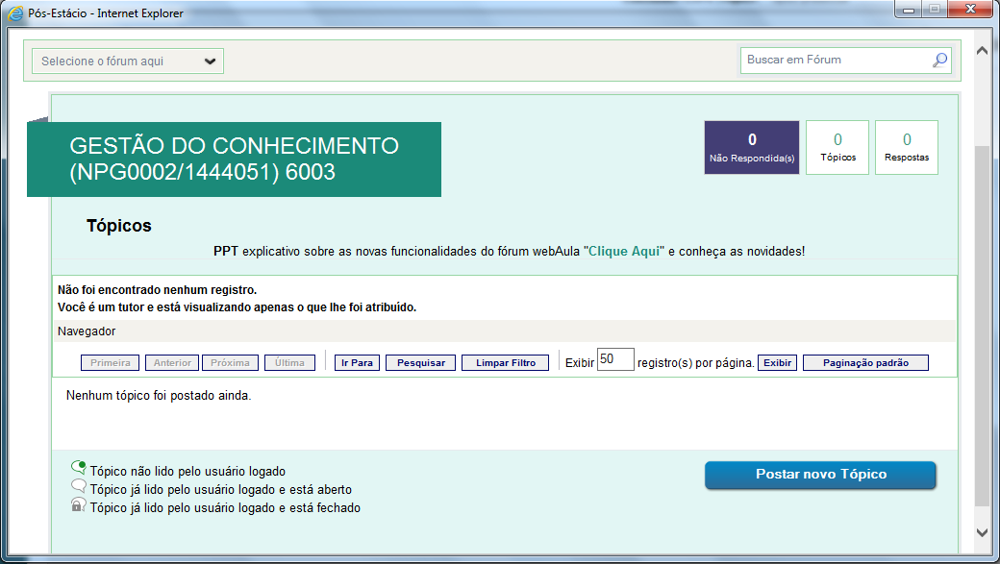 Pós-Estácio - Internet Explorer
Selecione o fórum aqui
Buscar em Fórum
GESTÃO DO CONHECIMENTO
(NPG0002/1444051) 6003
0
Não Respondida(s)
0
Tópicos
0
Respostas
Tópicos
PPT explicativo sobre as novas funcionalidades do fórum webAula "Clique Aqui" e conheça as novidades!
Não foi encontrado nenhum registro.
Você é um tutor e está visualizando apenas o que lhe foi atribuído.
Navegador
Primeira Anterior Próxima Última Ir Para Pesquisar Limpar Filtro Exibir 50 registro(s) por página. Exibir Paginação padrão
Nenhum tópico foi postado ainda.
Tópico não lido pelo usuário logado
Tópico já lido pelo usuário logado e está aberto
Tópico já lido pelo usuário logado e está fechado
Postar novo Tópico